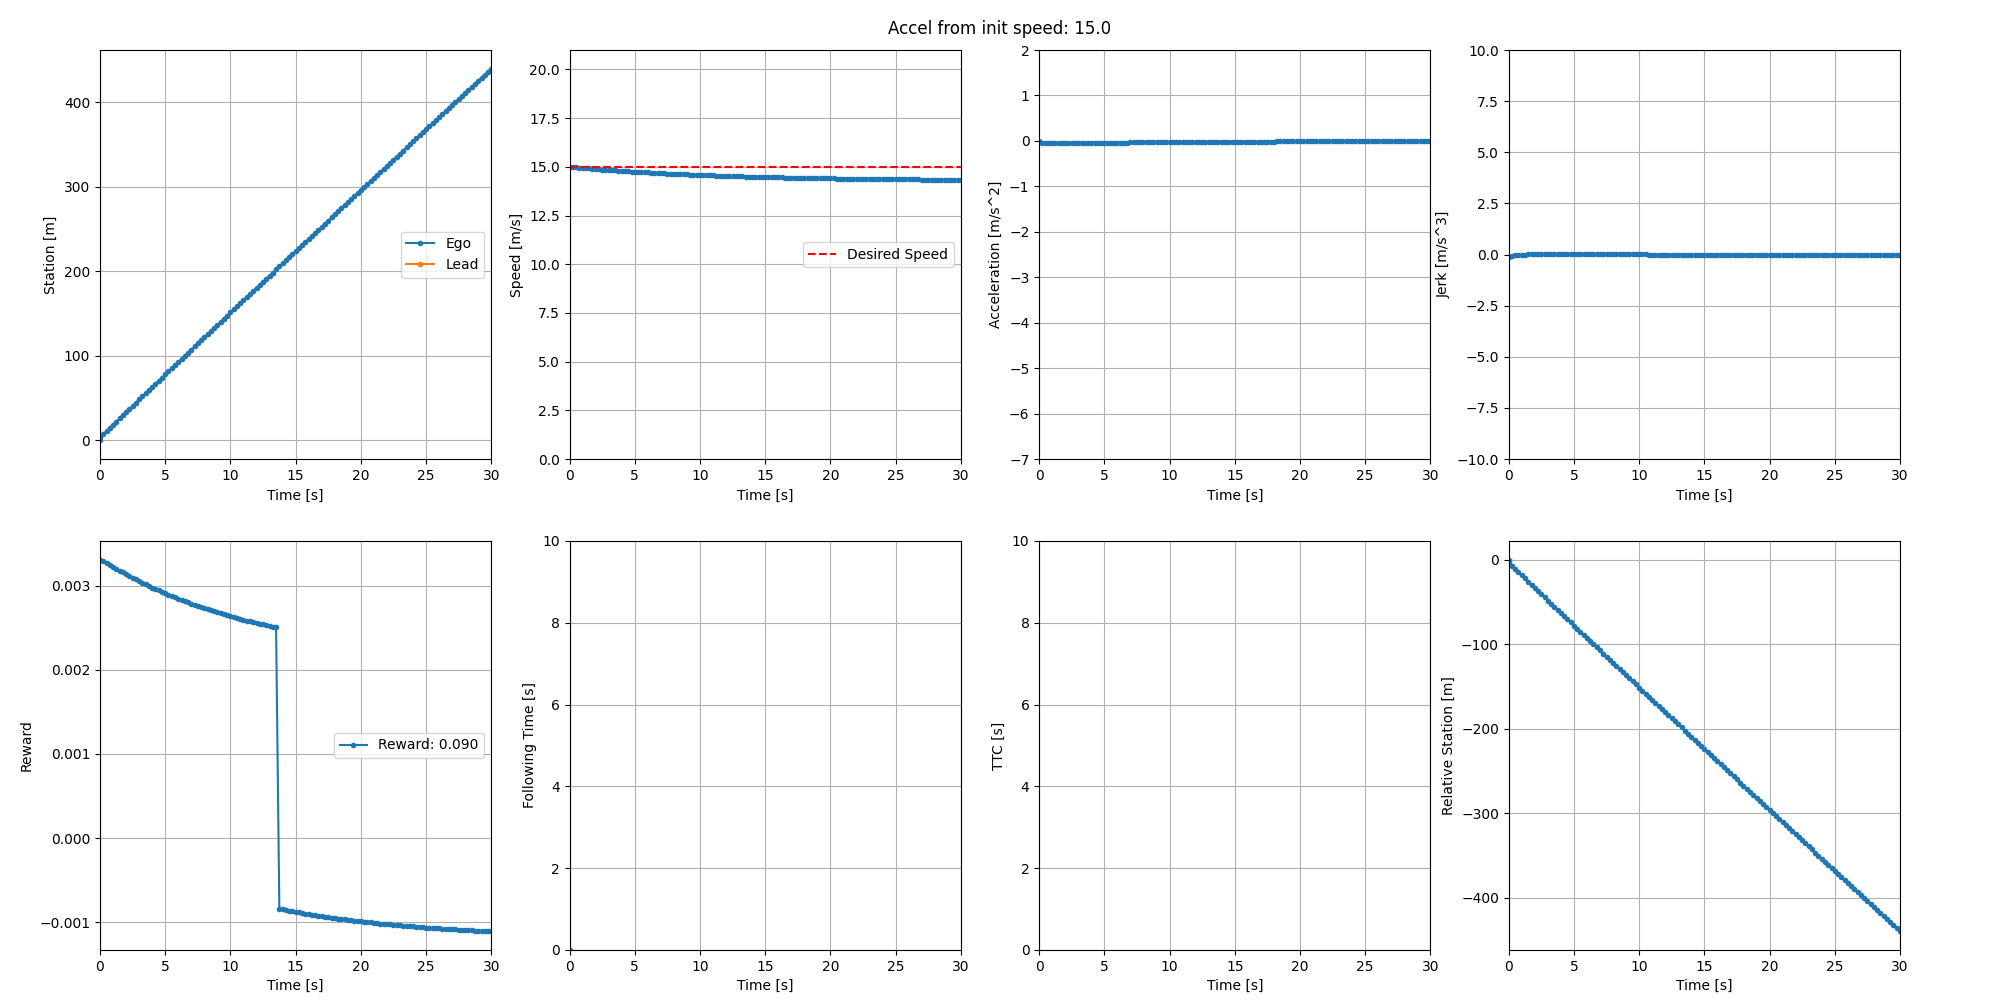 Accel from init speed: 15.0
400
300
200
100
0
Station [m]
0 5 10 15 20 25 30
Time [s]
Ego
Lead
20.0
17.5
15.0
12.5
10.0
7.5
5.0
2.5
0.0
Speed [m/s]
0 5 10 15 20 25 30
Time [s]
Desired Speed
2
1
0
−1
−2
−3
−4
−5
−6
−7
Acceleration [m/s^2]
0 5 10 15 20 25 30
Time [s]
10.0
7.5
5.0
2.5
0.0
−2.5
−5.0
−7.5
−10.0
Jerk [m/s^3]
0 5 10 15 20 25 30
Time [s]
0.003
0.002
0.001
0.000
−0.001
Reward
0 5 10 15 20 25 30
Time [s]
Reward: 0.090
10
8
6
4
2
0
Following Time [s]
0 5 10 15 20 25 30
Time [s]
10
8
6
4
2
0
TTC [s]
0 5 10 15 20 25 30
Time [s]
0
−100
−200
−300
−400
Relative Station [m]
0 5 10 15 20 25 30
Time [s]